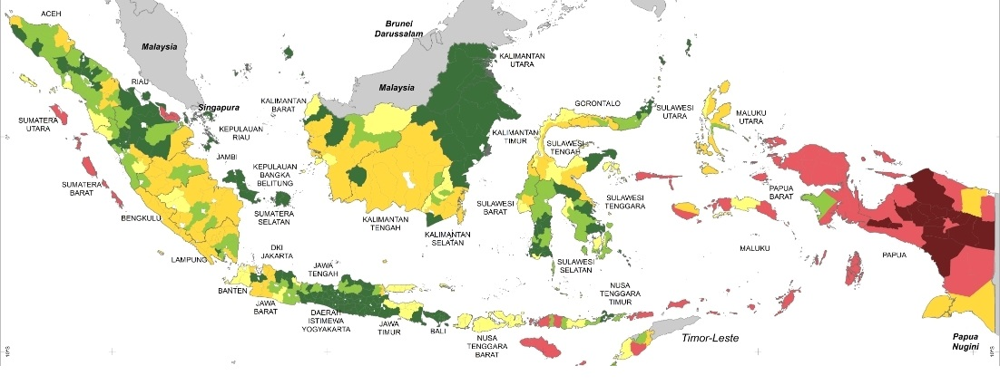 ACEH
Brunei
Darussalam
Malaysia
KALIMANTAN
UTARA
RIAU
Malaysia
Singapura
KALIMANTAN
BARAT
GORONTALO
SULAWESI
UTARA
MALUKU
UTARA
SUMATERA
UTARA
KEPULAUAN
RIAU
KALIMANTAN
TIMUR
SULAWESI
TENGAH
JAMBI
KEPULAUAN
BANGKA
BELITUNG
SUMATERA
BARAT
PAPUA
BARAT
BENGKULU
SUMATERA
SELATAN
KALIMANTAN
TENGAH
SULAWESI
BARAT
SULAWESI
TENGGARA
KALIMANTAN
SELATAN
MALUKU
PAPUA
LAMPUNG
DKI
JAKARTA
JAWA
TENGAH
SULAWESI
SELATAN
BANTEN
JAWA
BARAT
DAERAH
ISTIMEWA
YOGYAKARTA
JAWA
TIMUR
BALI
NUSA
TENGGARA
TIMUR
NUSA
TENGGARA
BARAT
Timor-Leste
Papua
Nugini
10°S
10°S